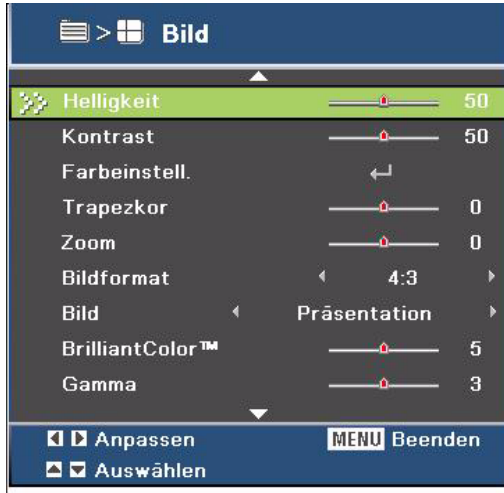 > Bild
Helligkeit 50
Kontrast 50
Farbeinstell.
Trapezkor 0
Zoom 0
Bildformat 4:3
Bild Präsentation
BrilliantColor™ 5
Gamma 3
Anpassen MENU Beenden
Auswählen